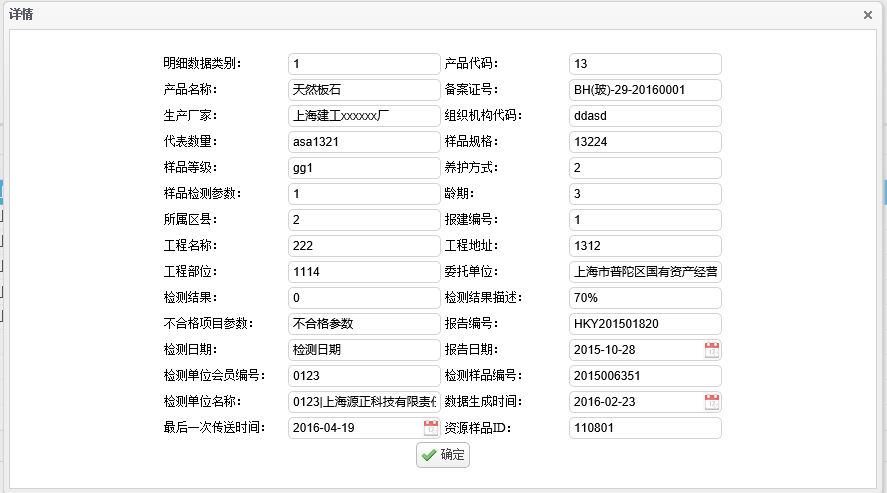 详情
明细数据类别： 1 产品代码： 13
产品名称： 天然板石 备案证号： BH(玻)-29-20160001
生产厂家： 上海建工xxxxxx厂 组织机构代码： ddasd
代表数量： asa1321 样品规格： 13224
样品等级： gg1 养护方式： 2
样品检测参数： 1 龄期： 3
所属区县： 2 报建编号： 1
工程名称： 222 工程地址： 1312
工程部位： 1114 委托单位： 上海市普陀区国有资产经营
检测结果： 0 检测结果描述： 70%
不合格项目参数： 不合格参数 报告编号： HKY201501820
检测日期： 检测日期 报告日期： 2015-10-28
检测单位会员编号： 0123 检测样品编号： 2015006351
检测单位名称： 0123|上海源正科技有限责 数据生成时间： 2016-02-23
最后一次传送时间： 2016-04-19 资源样品ID： 110801
确定